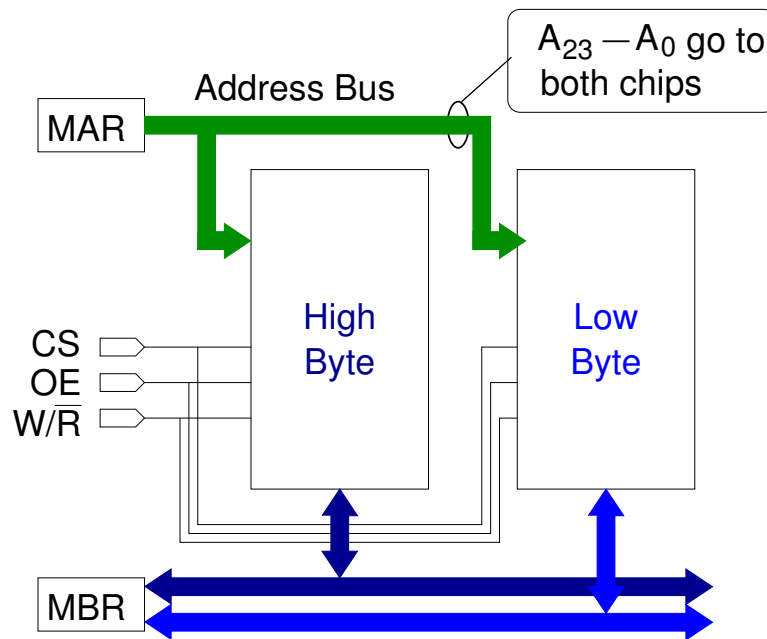 A₂₃ — A₀ go to
both chips
Address Bus
MAR
High
Byte
Low
Byte
CS
OE
W/R̅
MBR